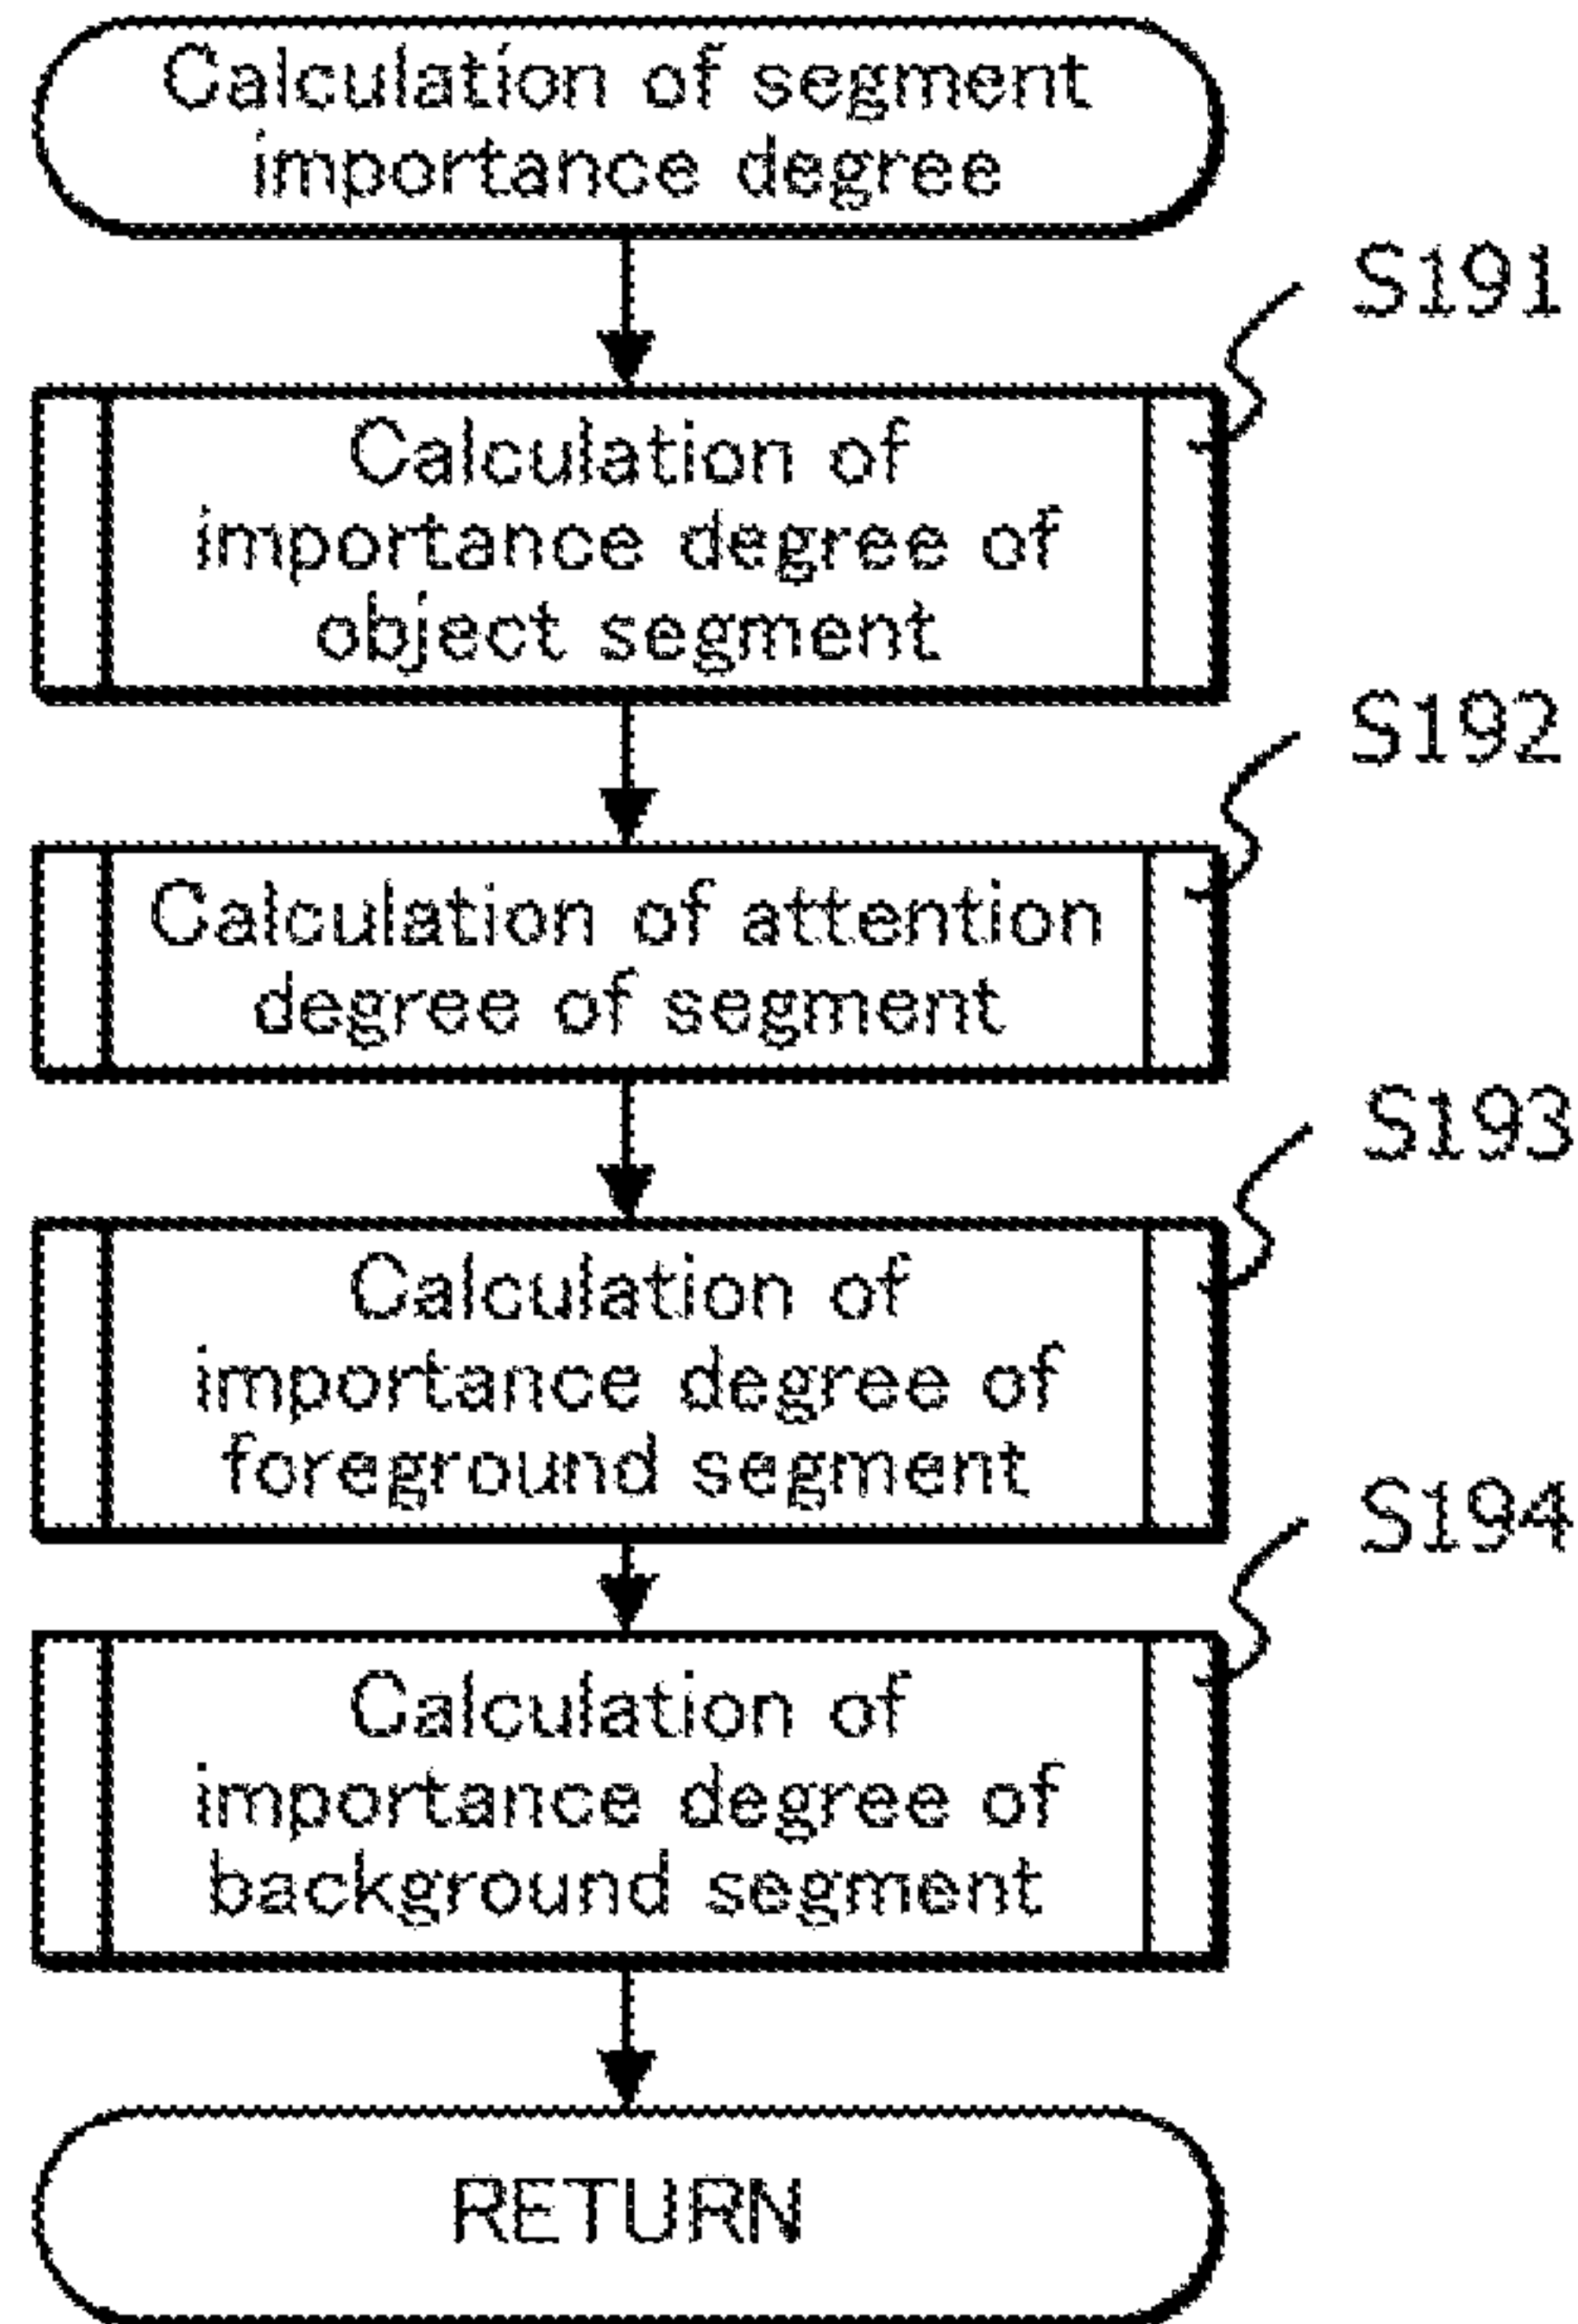 Calculation of segment
importance degree
S191
Calculation of
importance degree of
object segment
S192
Calculation of attention
degree of segment
S193
Calculation of
importance degree of
foreground segment
S194
Calculation of
importance degree of
background segment
RETURN